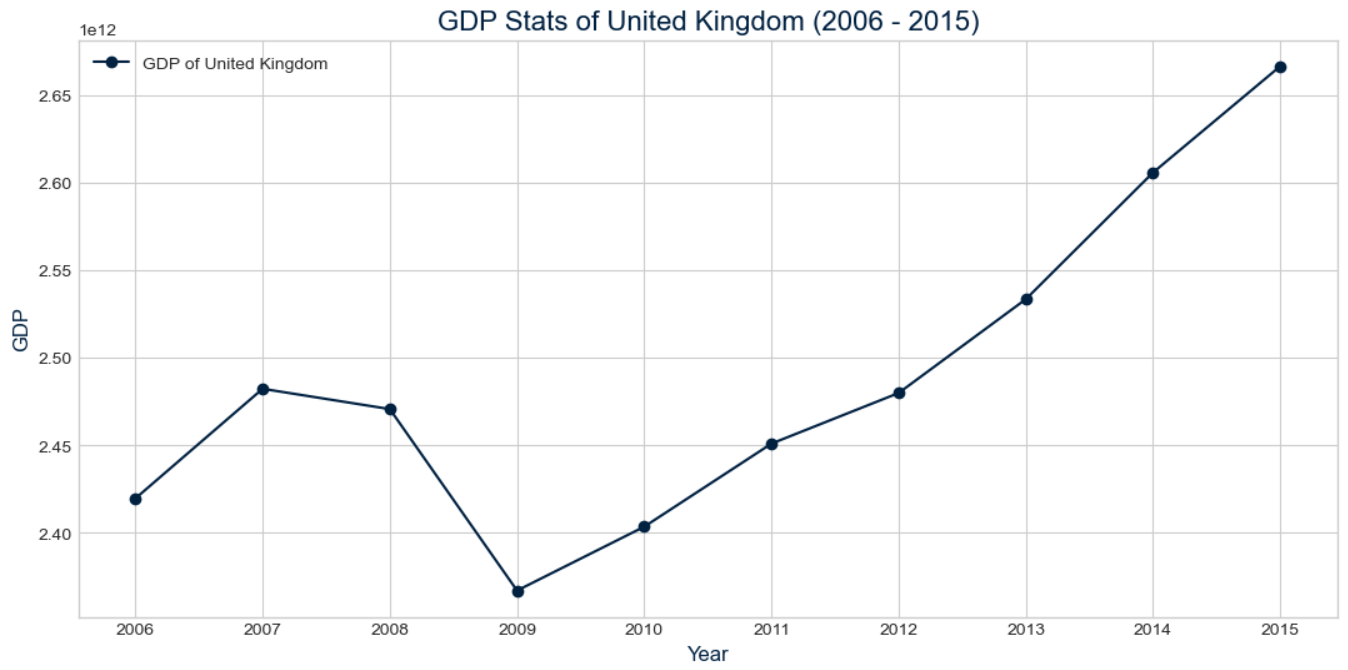 GDP Stats of United Kingdom (2006 - 2015)
1e12
GDP of United Kingdom
2.65
2.60
2.55
2.50
2.45
2.40
GDP
2006 2007 2008 2009 2010 2011 2012 2013 2014 2015
Year